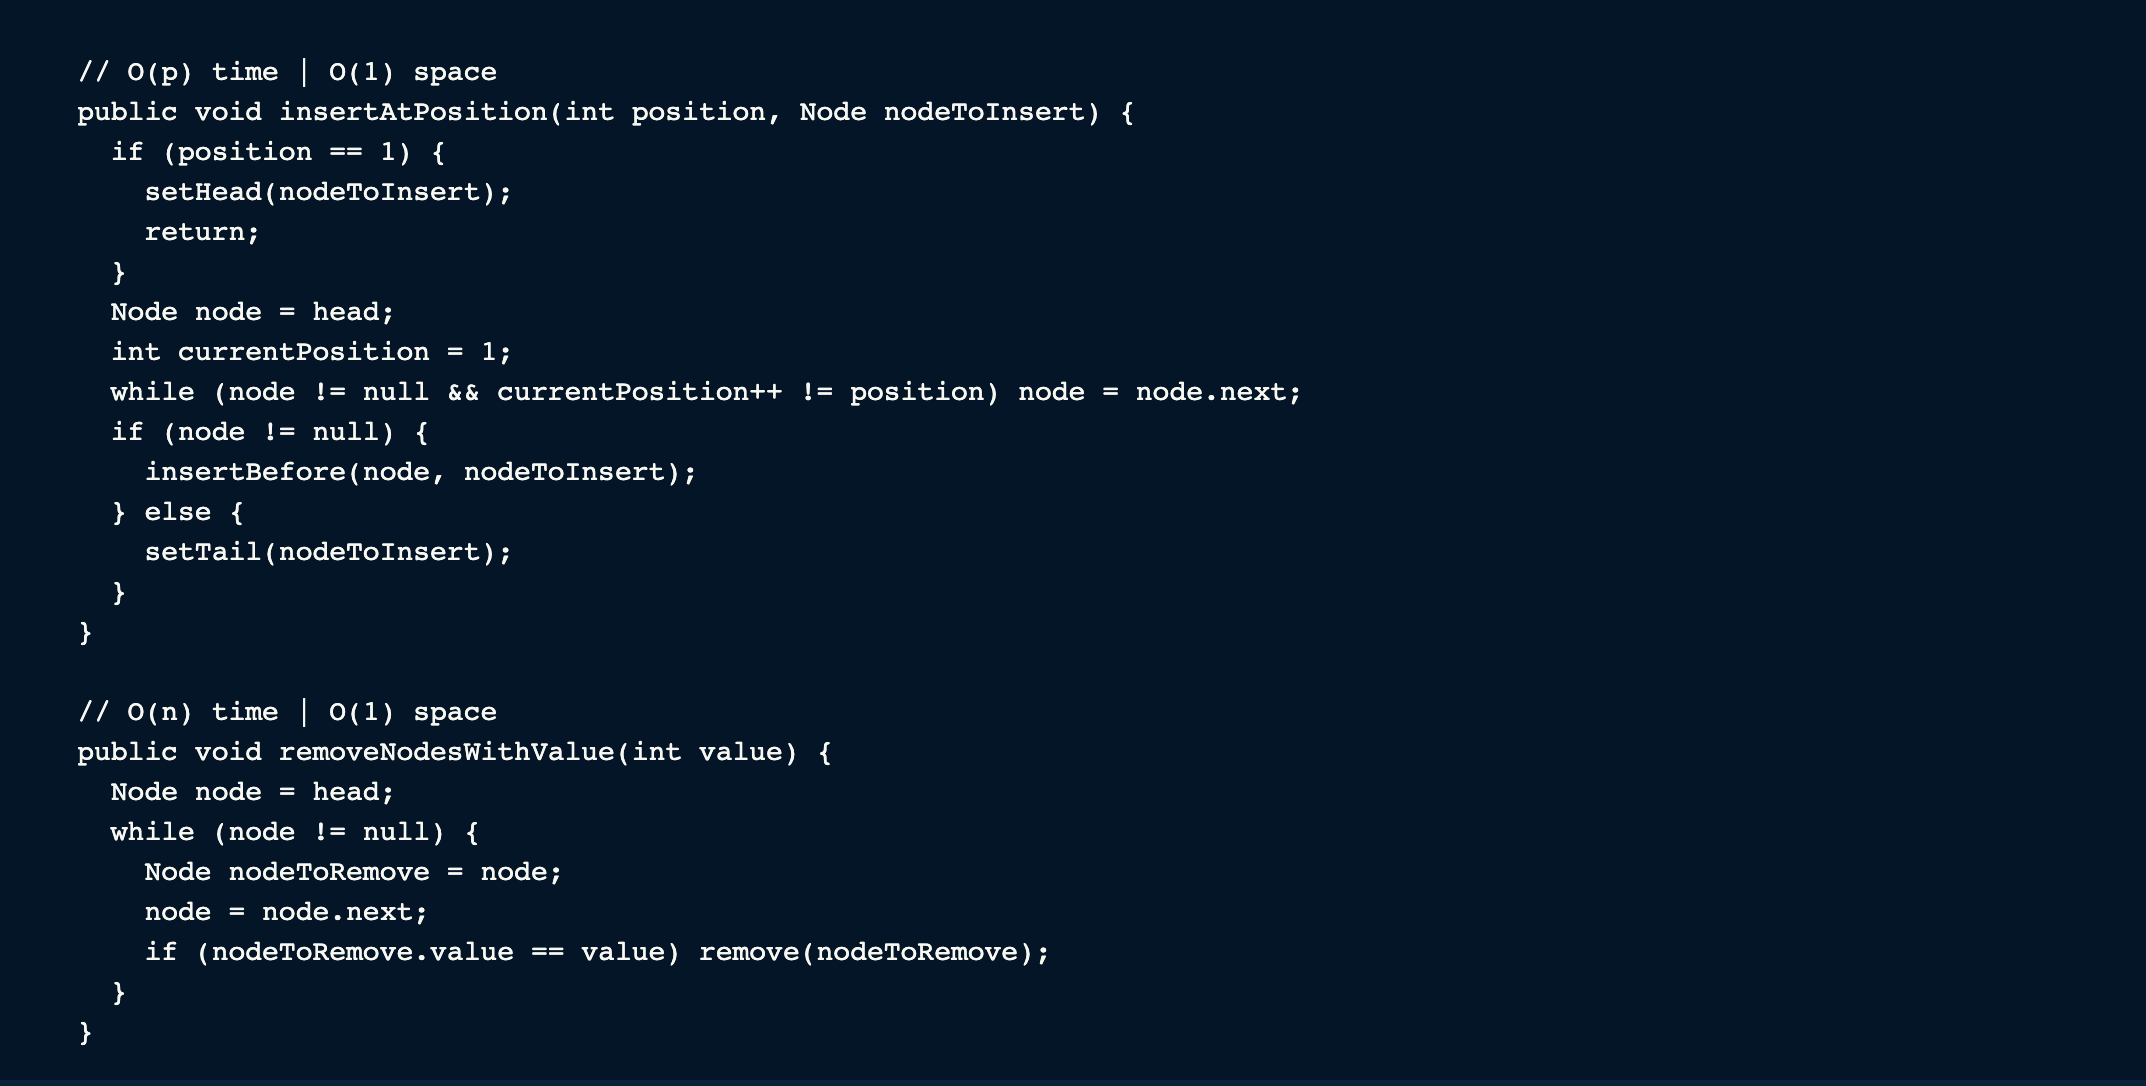 // O(p) time | O(1) space
public void insertAtPosition(int position, Node nodeToInsert) {
  if (position == 1) {
    setHead(nodeToInsert);
    return;
  }
  Node node = head;
  int currentPosition = 1;
  while (node != null && currentPosition++ != position) node = node.next;
  if (node != null) {
    insertBefore(node, nodeToInsert);
  } else {
    setTail(nodeToInsert);
  }
}

// O(n) time | O(1) space
public void removeNodesWithValue(int value) {
  Node node = head;
  while (node != null) {
    Node nodeToRemove = node;
    node = node.next;
    if (nodeToRemove.value == value) remove(nodeToRemove);
  }
}